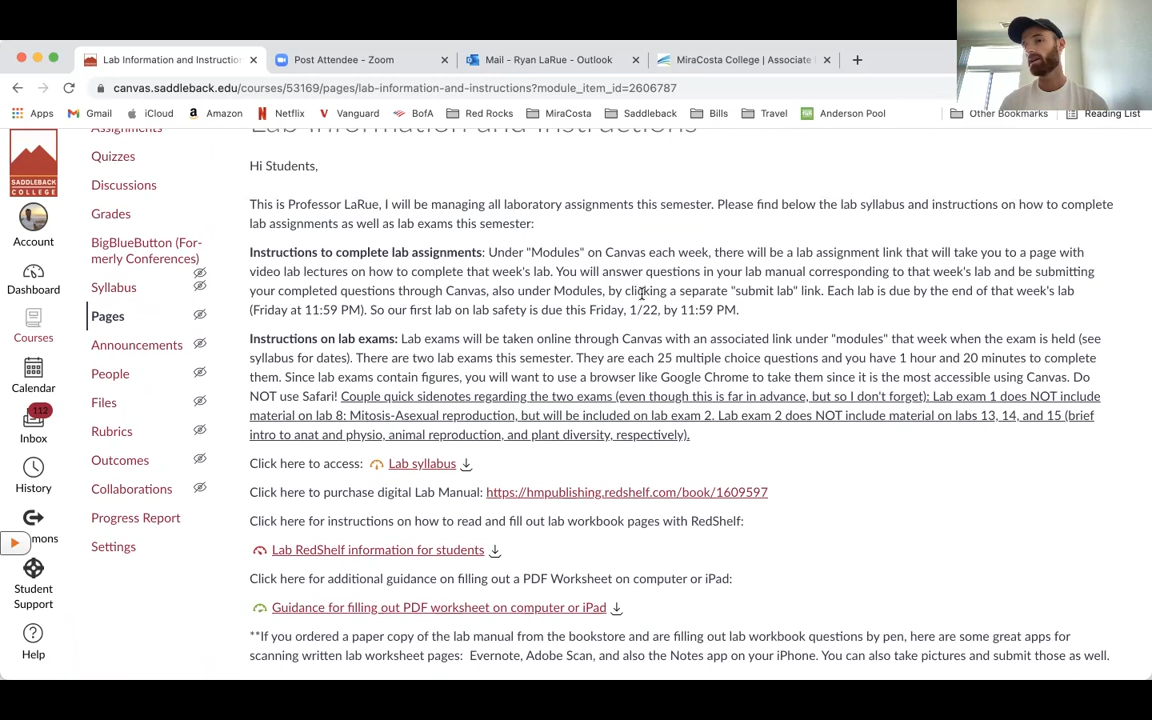 Lab Information and Instruction
Post Attendee - Zoom
Mail - Ryan LaRue - Outlook
MiraCosta College | Associate
canvas.saddleback.edu/courses/53169/pages/lab-information-and-instructions?module_item_id=2606787
Apps
Gmail
iCloud
Amazon
Netflix
Vanguard
BofA
Red Rocks
MiraCosta
Saddleback
Bills
Travel
Anderson Pool
Other Bookmarks
Reading List
SADDLEBACK
COLLEGE
Account
Dashboard
Courses
Calendar
112
Inbox
History
mons
Student
Support
Help
Assignments
Quizzes
Discussions
Grades
BigBlueButton (For-
merly Conferences)
Syllabus
Pages
Announcements
People
Files
Rubrics
Outcomes
Collaborations
Progress Report
Settings
Lab Information and Instructions
Hi Students,
This is Professor LaRue, I will be managing all laboratory assignments this semester. Please find below the lab syllabus and instructions on how to complete
lab assignments as well as lab exams this semester:
Instructions to complete lab assignments: Under "Modules" on Canvas each week, there will be a lab assignment link that will take you to a page with
video lab lectures on how to complete that week's lab. You will answer questions in your lab manual corresponding to that week's lab and be submitting
your completed questions through Canvas, also under Modules, by clicking a separate "submit lab" link. Each lab is due by the end of that week's lab
(Friday at 11:59 PM). So our first lab on lab safety is due this Friday, 1/22, by 11:59 PM.
Instructions on lab exams: Lab exams will be taken online through Canvas with an associated link under "modules" that week when the exam is held (see
syllabus for dates). There are two lab exams this semester. They are each 25 multiple choice questions and you have 1 hour and 20 minutes to complete
them. Since lab exams contain figures, you will want to use a browser like Google Chrome to take them since it is the most accessible using Canvas. Do
NOT use Safari! Couple quick sidenotes regarding the two exams (even though this is far in advance, but so I don't forget): Lab exam 1 does NOT include
material on lab 8: Mitosis-Asexual reproduction, but will be included on lab exam 2. Lab exam 2 does NOT include material on labs 13, 14, and 15 (brief
intro to anat and physio, animal reproduction, and plant diversity, respectively).
Click here to access: Lab syllabus
Click here to purchase digital Lab Manual: https://hmpublishing.redshelf.com/book/1609597
Click here for instructions on how to read and fill out lab workbook pages with RedShelf:
Lab RedShelf information for students
Click here for additional guidance on filling out a PDF Worksheet on computer or iPad:
Guidance for filling out PDF worksheet on computer or iPad
**If you ordered a paper copy of the lab manual from the bookstore and are filling out lab workbook questions by pen, here are some great apps for
scanning written lab worksheet pages: Evernote, Adobe Scan, and also the Notes app on your iPhone. You can also take pictures and submit those as well.